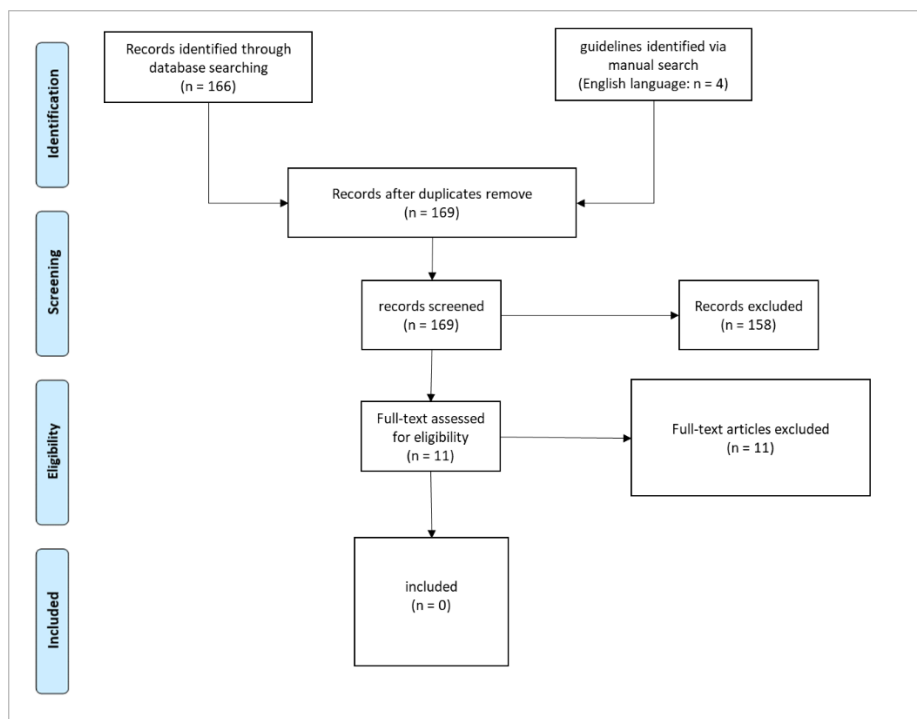 Identification
Records identified through
database searching
(n = 166)
guidelines identified via
manual search
(English language: n = 4)
Records after duplicates remove
(n = 169)
Screening
records screened
(n = 169)
Records excluded
(n = 158)
Eligibility
Full-text assessed
for eligibility
(n = 11)
Full-text articles excluded
(n = 11)
Included
included
(n = 0)